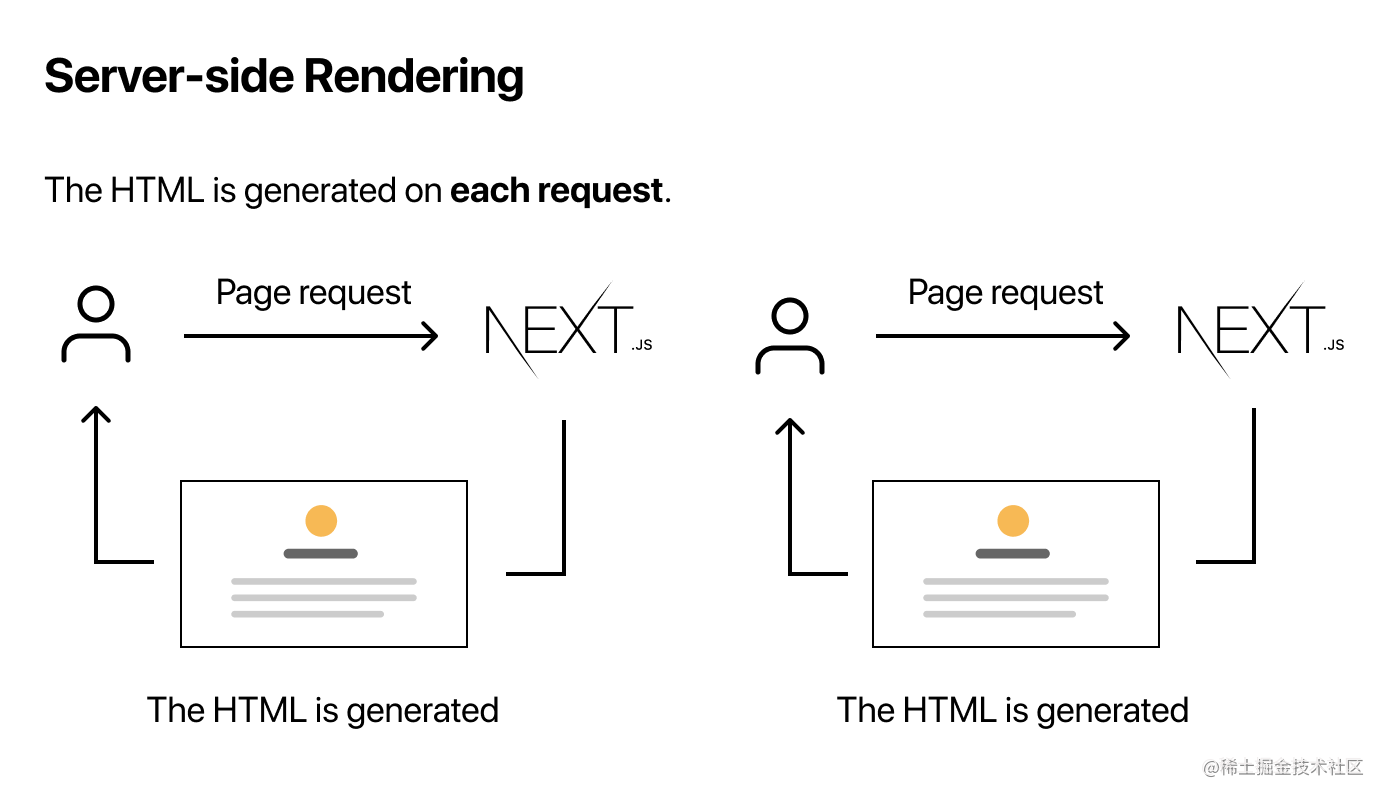 Server-side Rendering
The HTML is generated on each request.
Page request
NEXT.JS
Page request
NEXT.JS
The HTML is generated
The HTML is generated
@稀土掘金技术社区